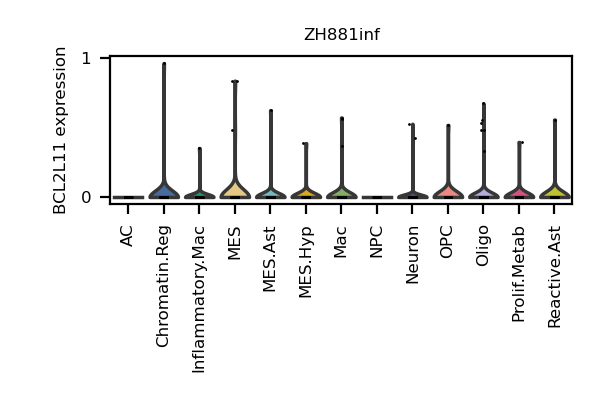 ZH881inf
BCL2L11 expression
1
0
AC
Chromatin.Reg
Inflammatory.Mac
MES
MES.Ast
MES.Hyp
Mac
NPC
Neuron
OPC
Oligo
Prolif.Metab
Reactive.Ast